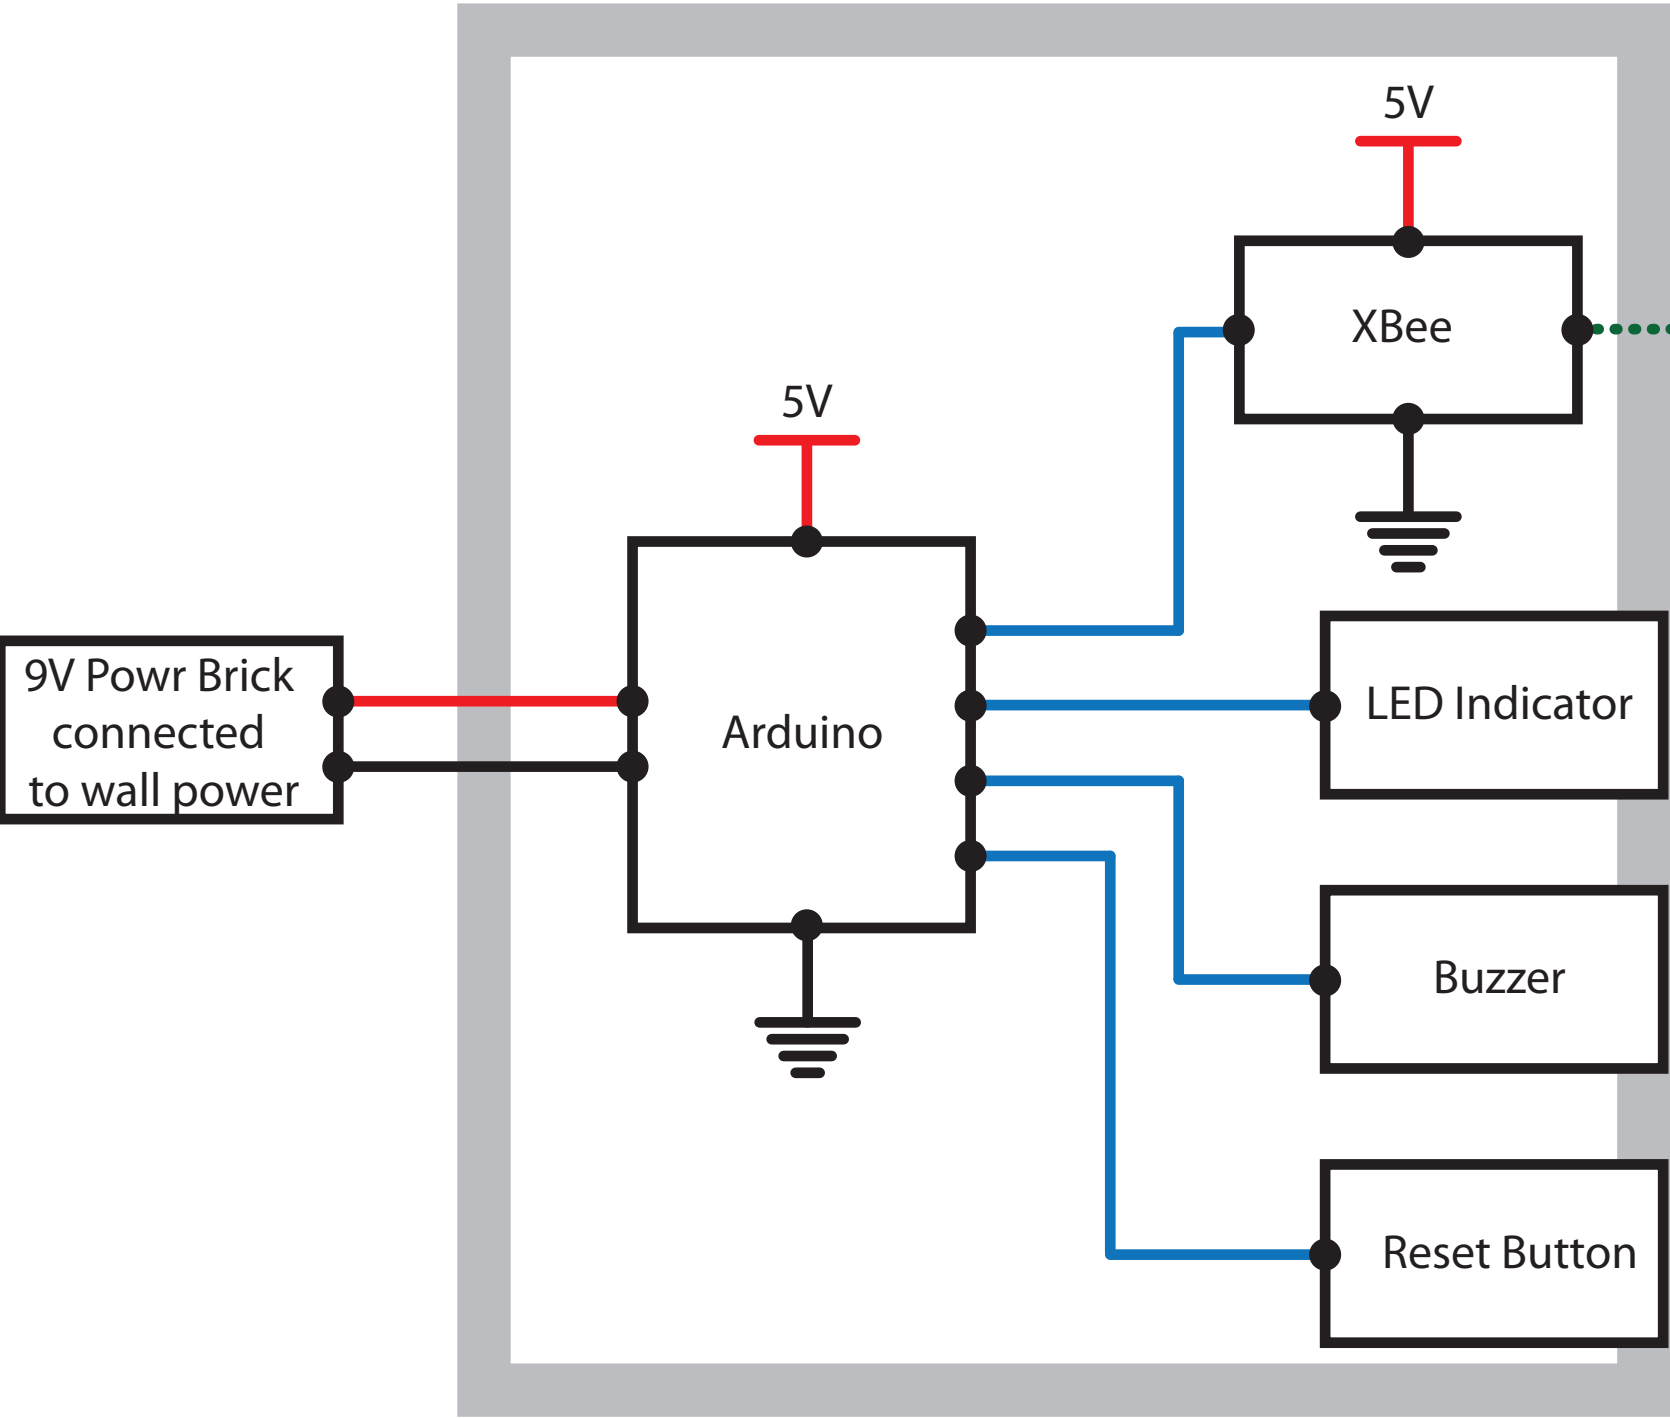 5V
XBee
5V
9V Powr Brick
connected
to wall power
Arduino
LED Indicator
Buzzer
Reset Button